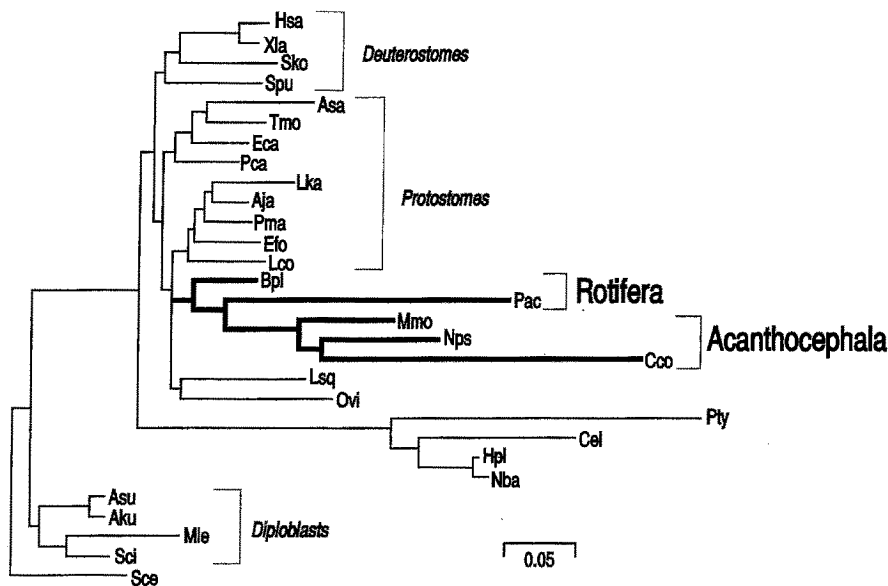 Hsa
Xla
Sko
Spu
Deuterostomes
Asa
Tmo
Eca
Pca
Lka
Aja
Pma
Efo
Lco
Protostomes
Bpl
Pac
Rotifera
Mmo
Nps
Cco
Acanthocephala
Lsq
Ovi
Pty
Cel
Hpl
Nba
Asu
Aku
Mle
Sci
Diploblasts
Sce
0.05